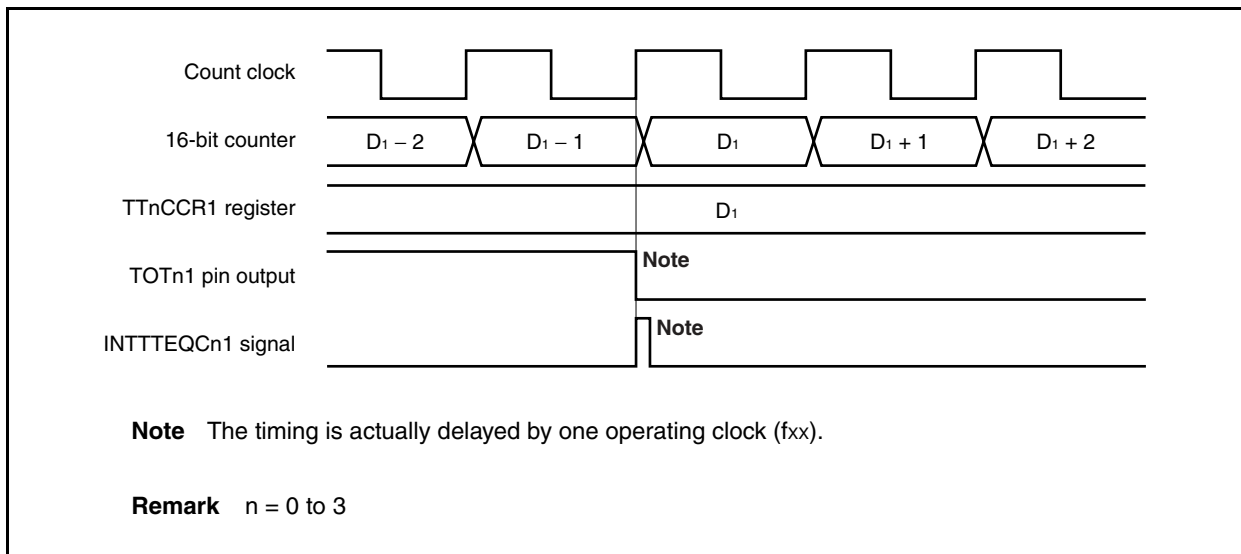 Count clock
16-bit counter
D1 − 2
D1 − 1
D1
D1 + 1
D1 + 2
TTnCCR1 register
D1
TOTn1 pin output
Note
INTTTEQCn1 signal
Note
Note The timing is actually delayed by one operating clock (fxx).
Remark n = 0 to 3